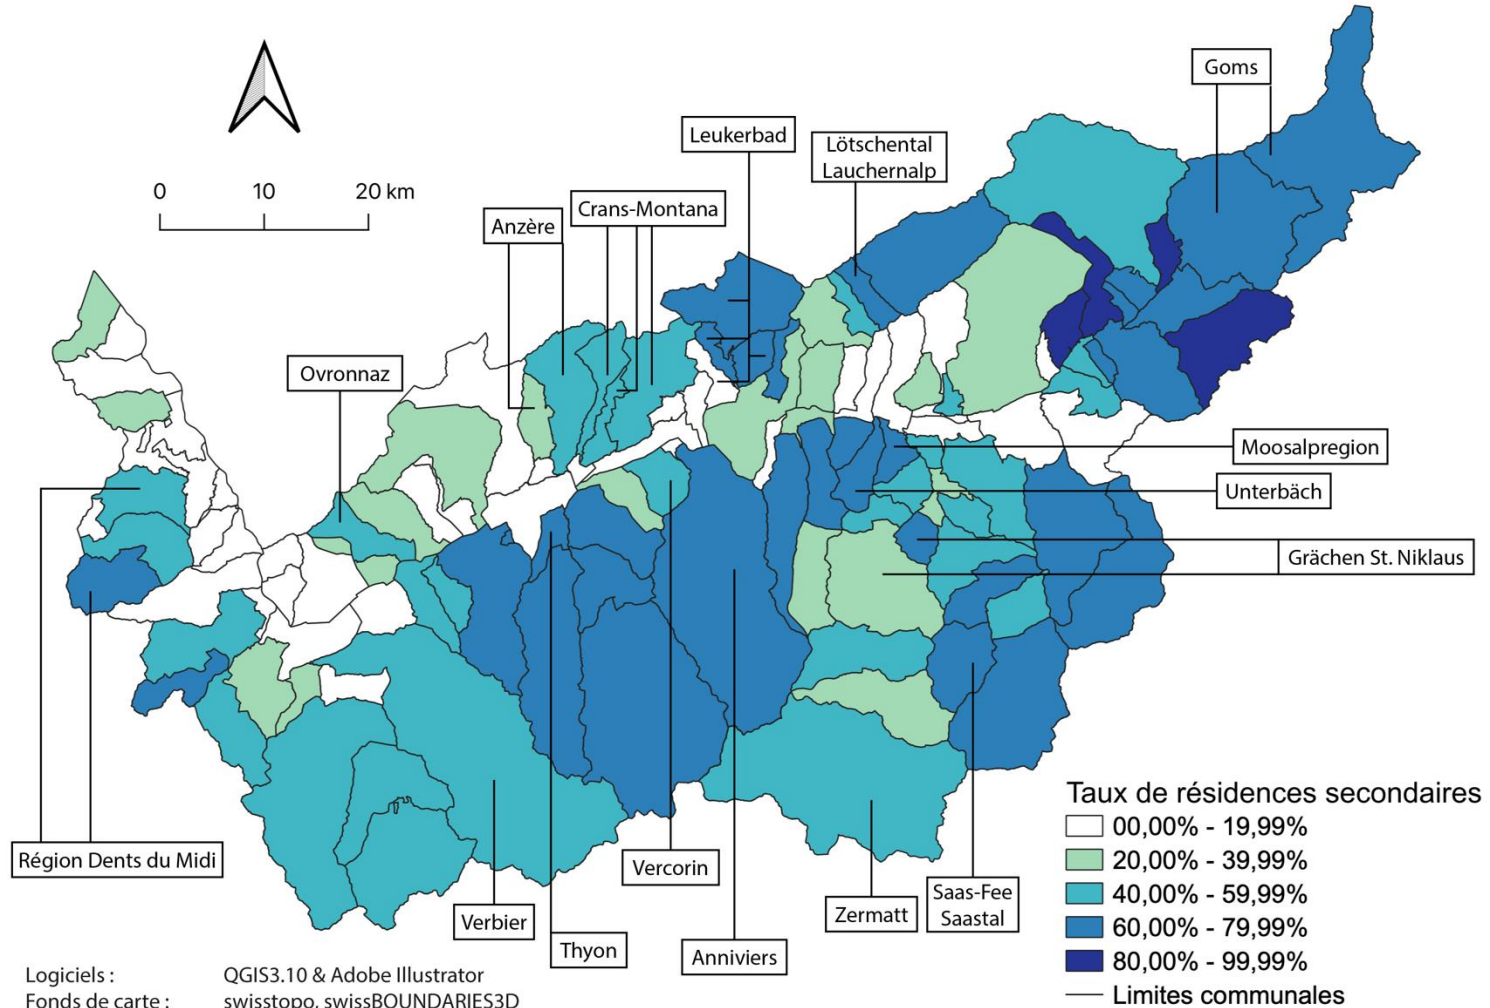 Goms
Leukerbad
Lötschental
Lauchernalp
0 10 20 km
Crans-Montana
Anzère
Ovronnaz
Moosalpregion
Unterbäch
Grächen St. Niklaus
Région Dents du Midi
Verbier
Thyon
Vercorin
Anniviers
Zermatt
Saas-Fee
Saastal
Taux de résidences secondaires
00,00% - 19,99%
20,00% - 39,99%
40,00% - 59,99%
60,00% - 79,99%
80,00% - 99,99%
Limites communales
Logiciels : QGIS3.10 & Adobe Illustrator
Fonds de carte : swisstopo, swissBOUNDARIES3D